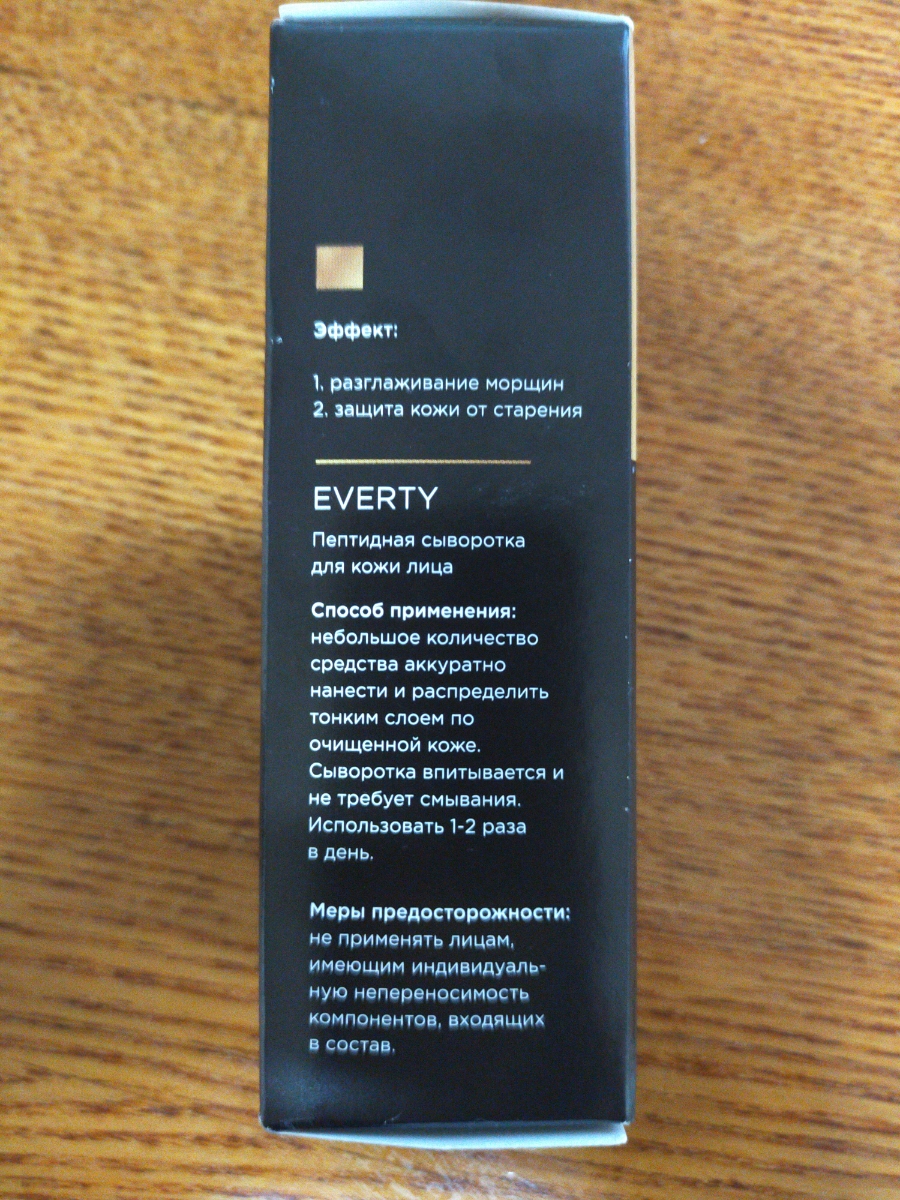 Эффект:
1. разглаживание морщин
2. защита кожи от старения
EVERTY
Пептидная сыворотка
для кожи лица
Способ применения:
небольшое количество
средства аккуратно
нанести и распределить
тонким слоем по
очищенной коже.
Сыворотка впитывается и
не требует смывания.
Использовать 1-2 раза
в день.
Меры предосторожности:
не применять лицам,
имеющим индивидуаль-
ную непереносимость
компонентов, входящих
в состав.